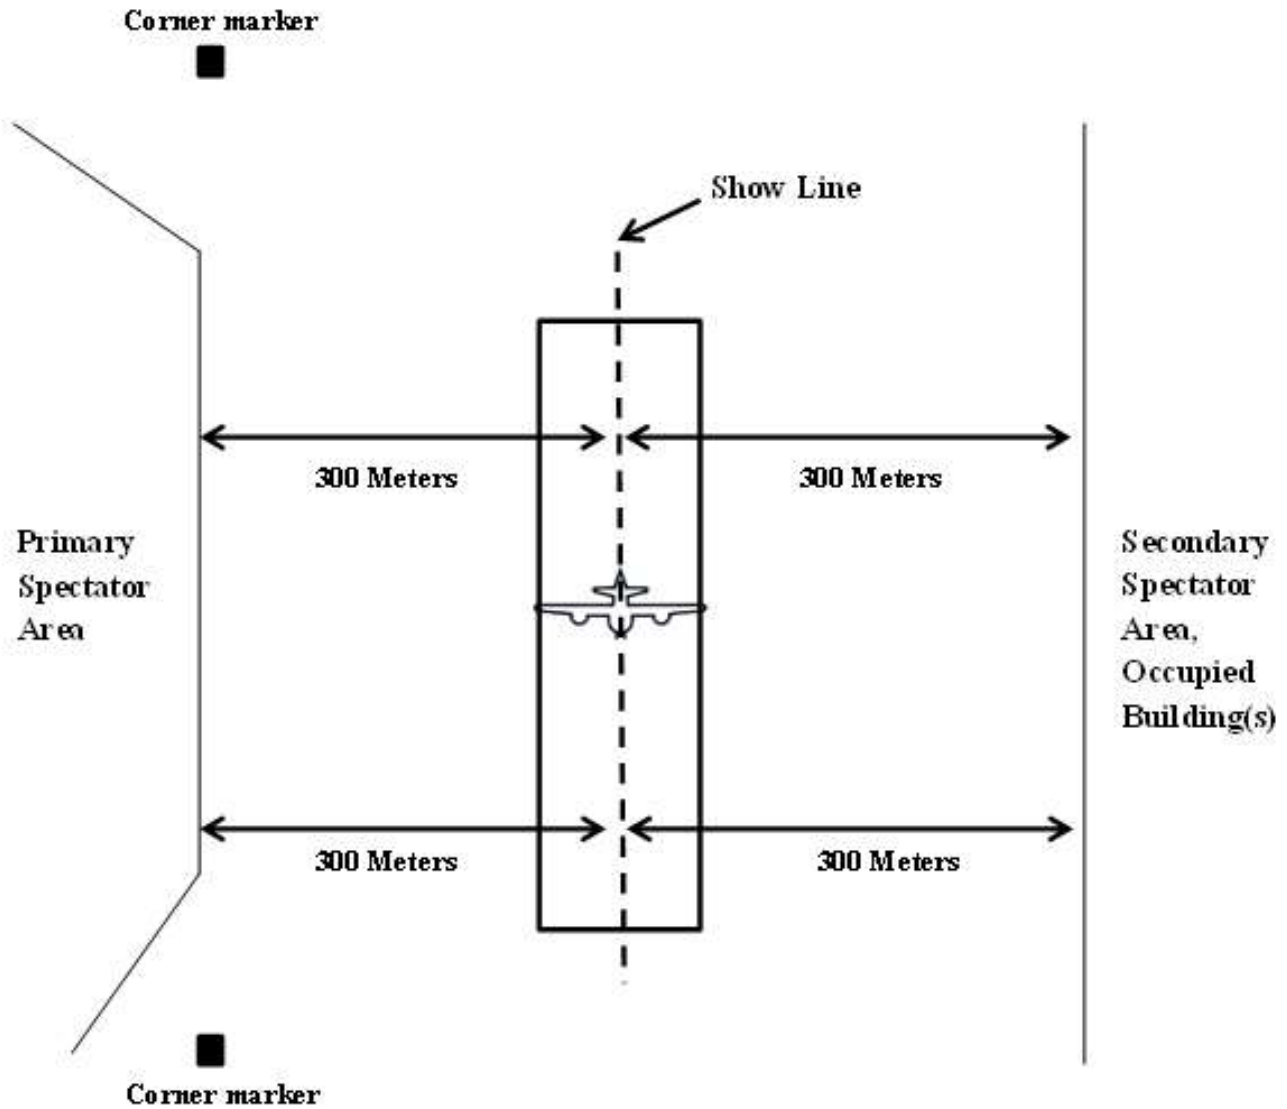 Corner marker
Show Line
300 Meters
300 Meters
Primary
Spectator
Area
Secondary
Spectator
Area,
Occupied
Building(s)
300 Meters
300 Meters
Corner marker